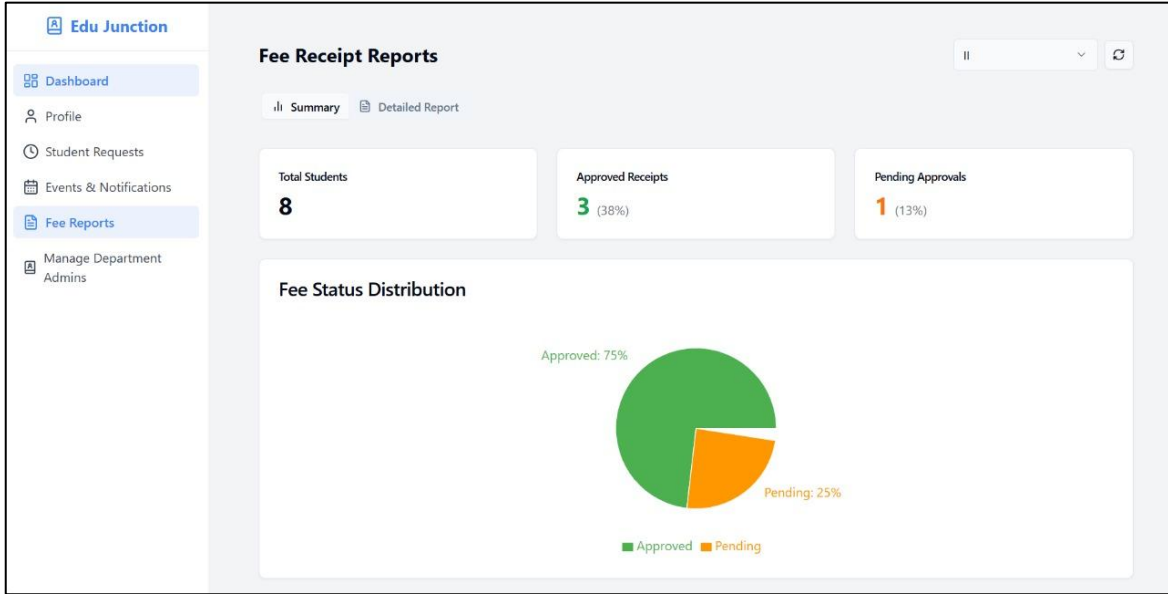 Edu Junction
Dashboard
Profile
Student Requests
Events & Notifications
Fee Reports
Manage Department
Admins
Fee Receipt Reports
II
Summary
Detailed Report
Total Students
8
Approved Receipts
3 (38%)
Pending Approvals
1 (13%)
Fee Status Distribution
Approved: 75%
Pending: 25%
Approved Pending